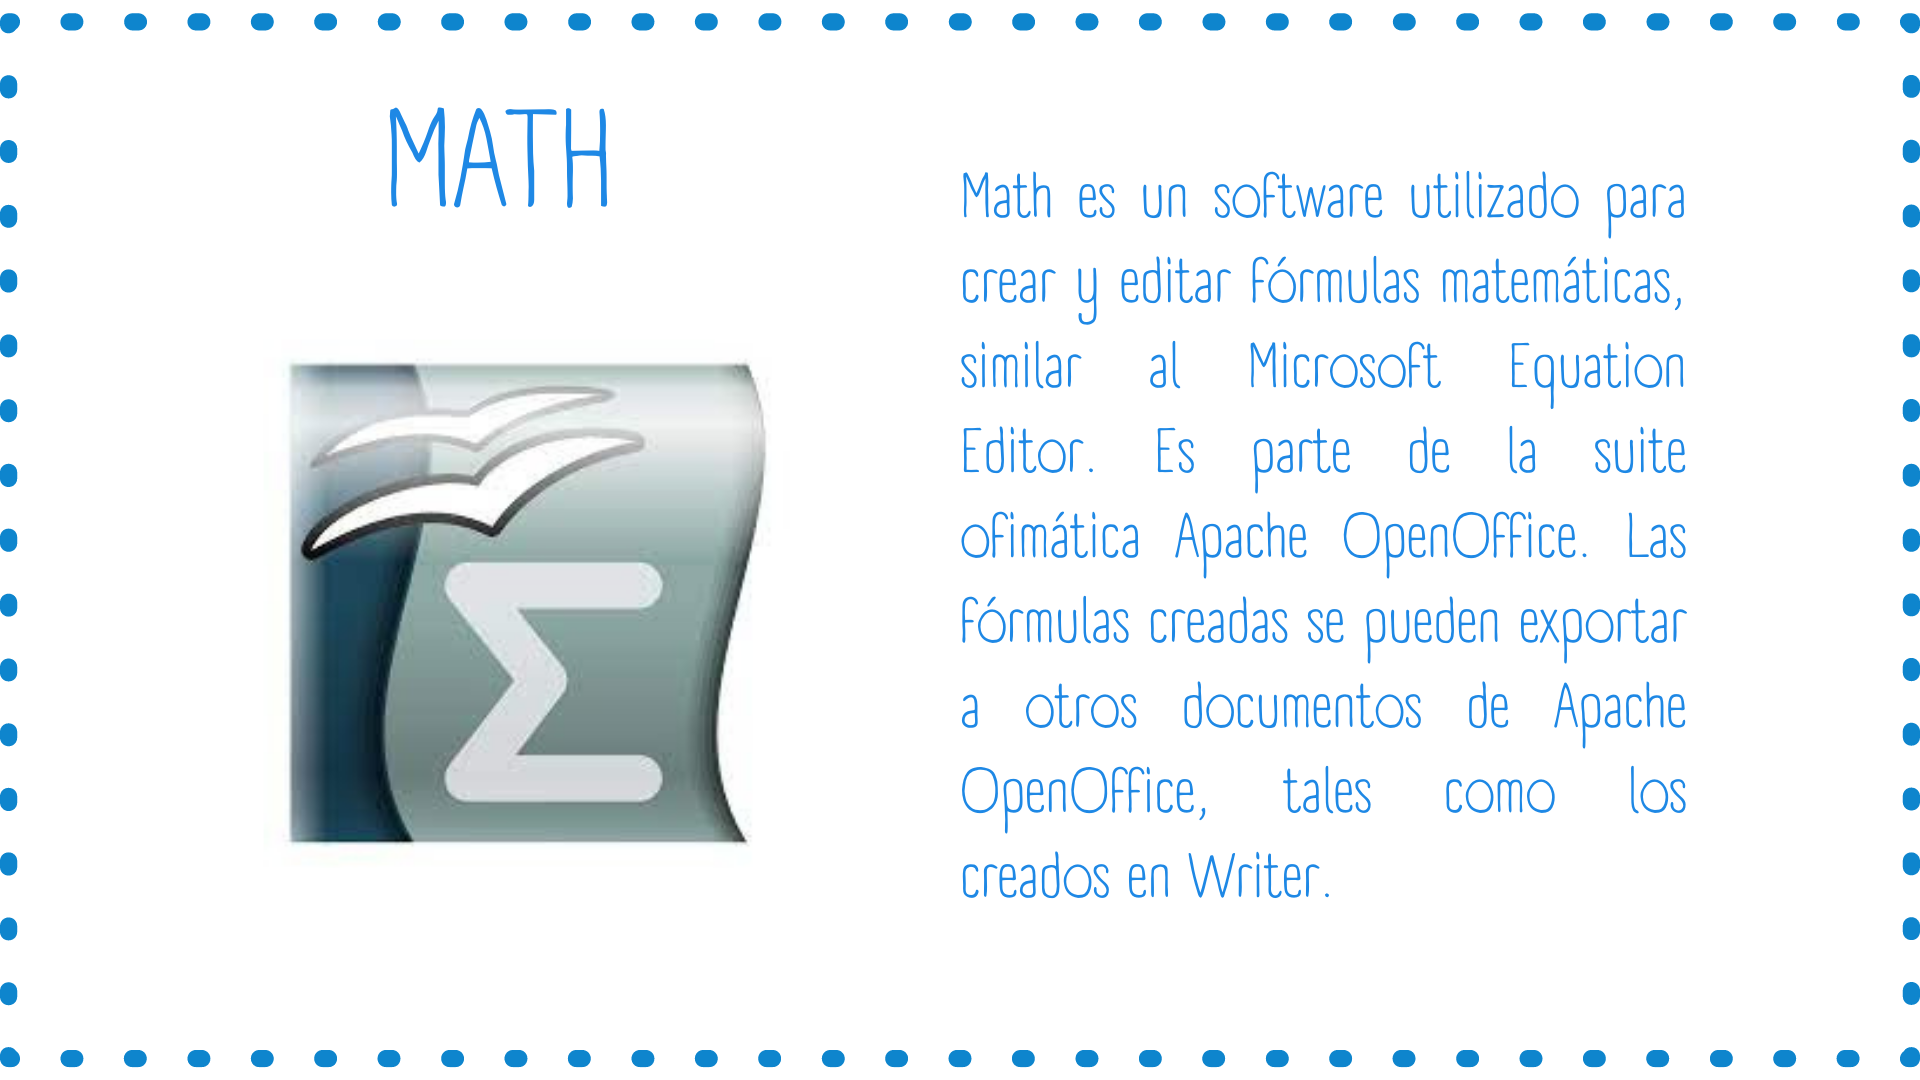 MATH
Math es un software utilizado para
crear y editar fórmulas matemáticas,
similar al Microsoft Equation
Editor. Es parte de la suite
ofimática Apache OpenOffice. Las
fórmulas creadas se pueden exportar
a otros documentos de Apache
OpenOffice, tales como los
creados en Writer.
Σ